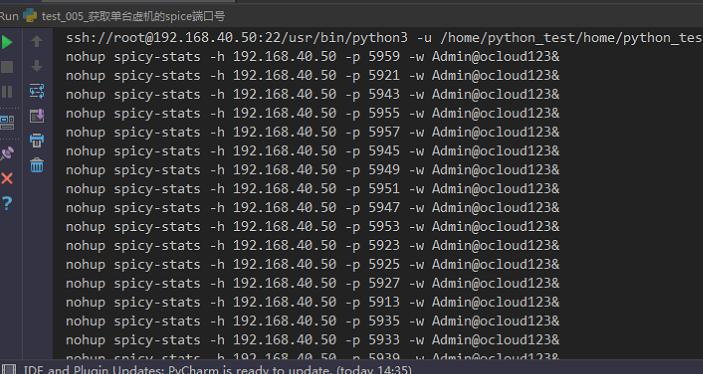 Run test_005_获取单台虚机的spice端口号
ssh://root@192.168.40.50:22/usr/bin/python3 -u /home/python_test/home/python_tes
nohup spicy-stats -h 192.168.40.50 -p 5959 -w Admin@ocloud123&
nohup spicy-stats -h 192.168.40.50 -p 5921 -w Admin@ocloud123&
nohup spicy-stats -h 192.168.40.50 -p 5943 -w Admin@ocloud123&
nohup spicy-stats -h 192.168.40.50 -p 5955 -w Admin@ocloud123&
nohup spicy-stats -h 192.168.40.50 -p 5957 -w Admin@ocloud123&
nohup spicy-stats -h 192.168.40.50 -p 5945 -w Admin@ocloud123&
nohup spicy-stats -h 192.168.40.50 -p 5949 -w Admin@ocloud123&
nohup spicy-stats -h 192.168.40.50 -p 5951 -w Admin@ocloud123&
nohup spicy-stats -h 192.168.40.50 -p 5947 -w Admin@ocloud123&
nohup spicy-stats -h 192.168.40.50 -p 5953 -w Admin@ocloud123&
nohup spicy-stats -h 192.168.40.50 -p 5923 -w Admin@ocloud123&
nohup spicy-stats -h 192.168.40.50 -p 5925 -w Admin@ocloud123&
nohup spicy-stats -h 192.168.40.50 -p 5927 -w Admin@ocloud123&
nohup spicy-stats -h 192.168.40.50 -p 5913 -w Admin@ocloud123&
nohup spicy-stats -h 192.168.40.50 -p 5935 -w Admin@ocloud123&
nohup spicy-stats -h 192.168.40.50 -p 5933 -w Admin@ocloud123&
nohup spicy-stats -h 192.168.40.50 -p 5939 -w Admin@ocloud123&
IDE and Plugin Updates: PyCharm is ready to update. (today 14:35)